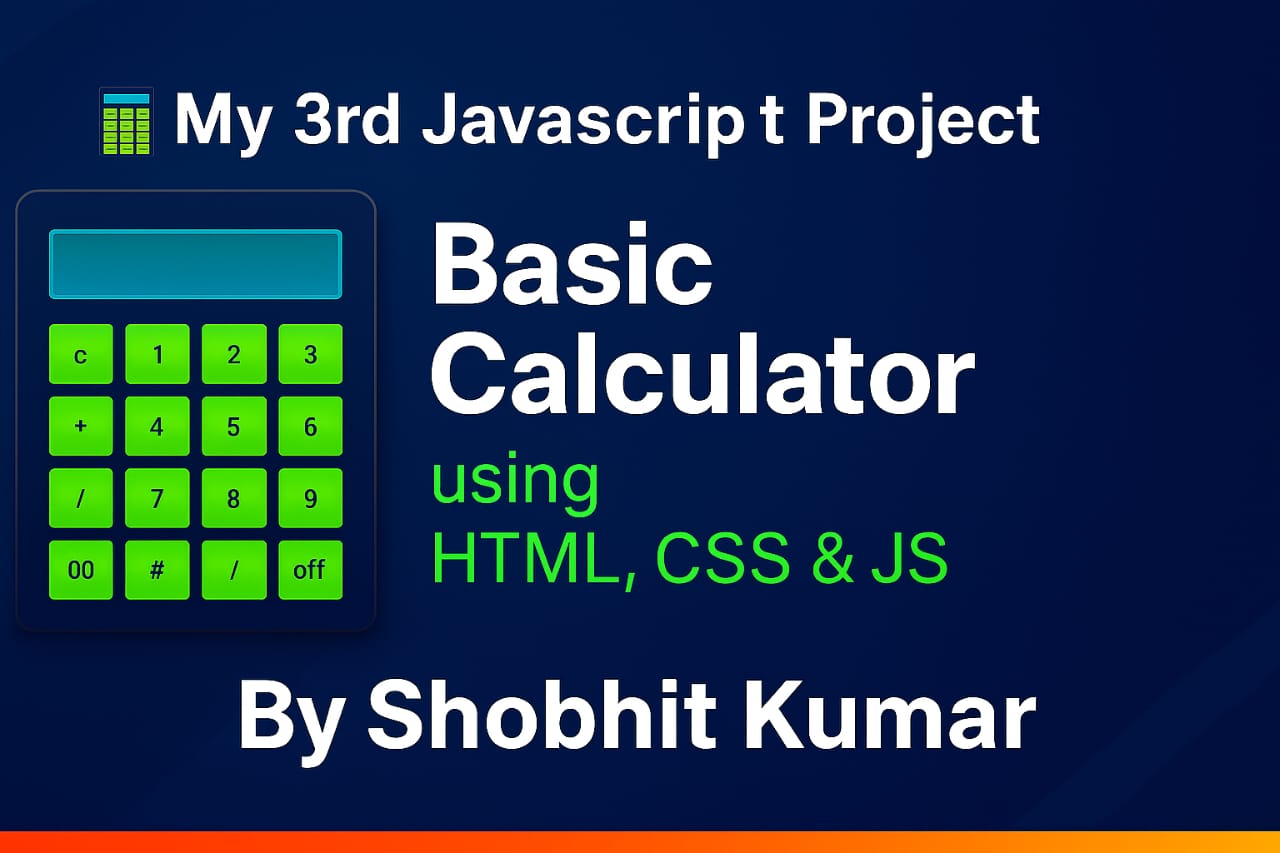 My 3rd Javascript Project
c 1 2 3
+ 4 5 6
/ 7 8 9
00 # / off
Basic
Calculator
using
HTML, CSS & JS
By Shobhit Kumar